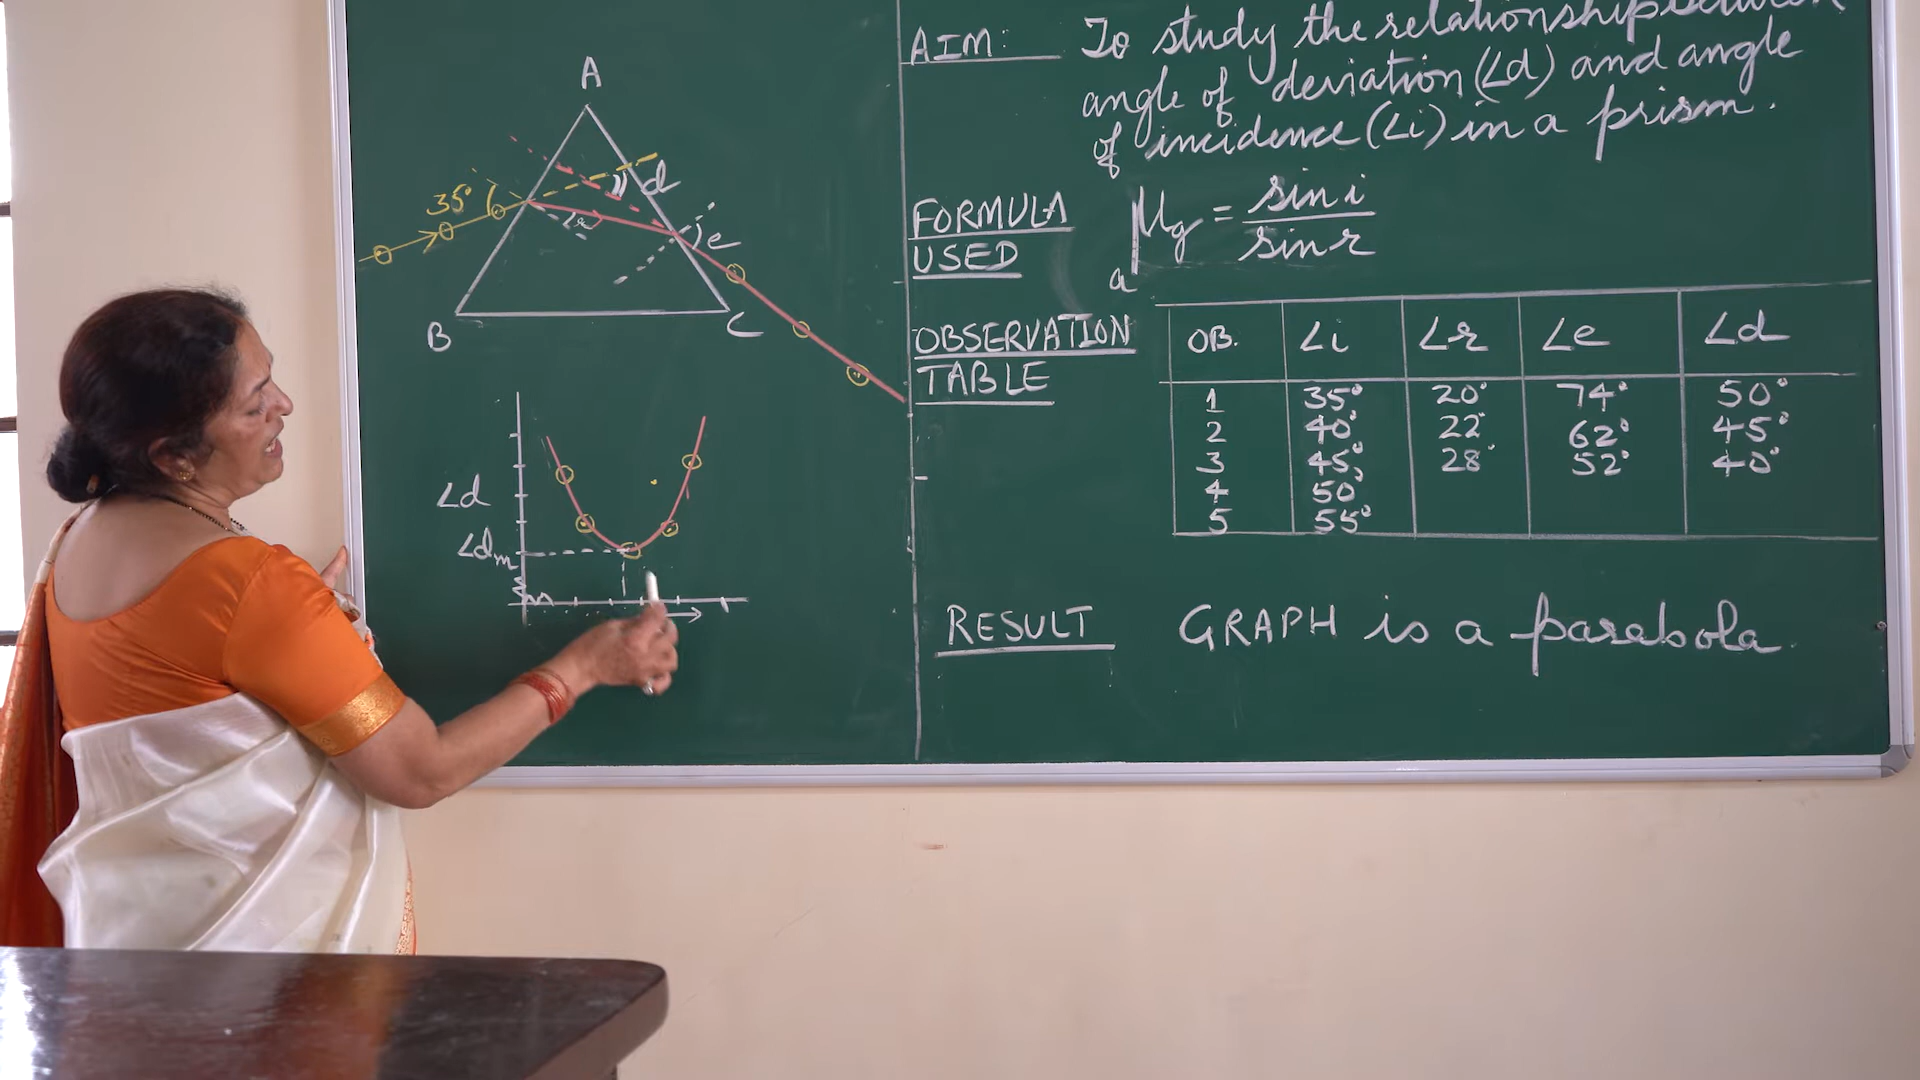 A
35°
d
∠r
e
B
C
∠d
∠dm
AIM: To study the relationship between
angle of deviation (∠d) and angle
of incidence (∠i) in a prism.
FORMULA
USED
aμg = sin i / sin r
OBSERVATION
TABLE
OB. ∠i ∠r ∠e ∠d
1 35° 20° 74° 50°
2 40° 22° 62° 45°
3 45° 28° 52° 40°
4 50°
5 55°
RESULT GRAPH is a parabola.